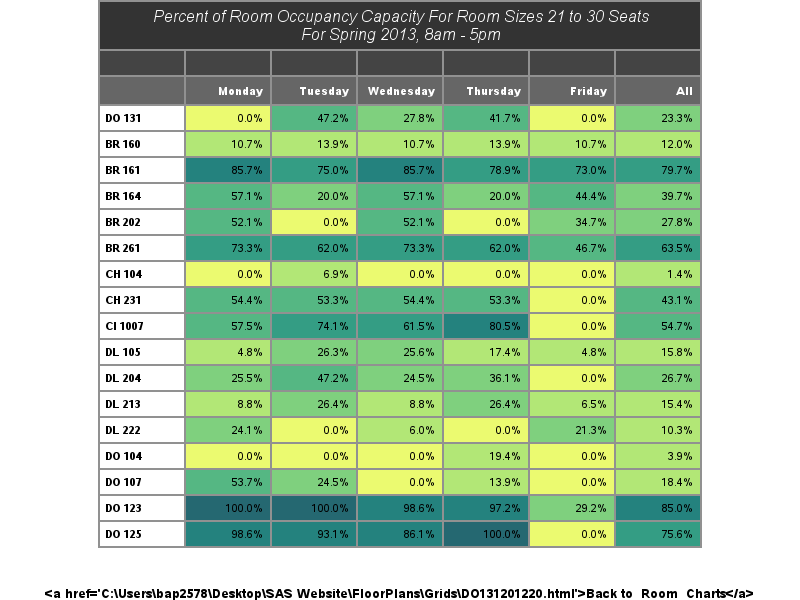 Percent of Room Occupancy Capacity For Room Sizes 21 to 30 Seats
For Spring 2013, 8am - 5pm
Monday Tuesday Wednesday Thursday Friday All
DO 131 0.0% 47.2% 27.8% 41.7% 0.0% 23.3%
BR 160 10.7% 13.9% 10.7% 13.9% 10.7% 12.0%
BR 161 85.7% 75.0% 85.7% 78.9% 73.0% 79.7%
BR 164 57.1% 20.0% 57.1% 20.0% 44.4% 39.7%
BR 202 52.1% 0.0% 52.1% 0.0% 34.7% 27.8%
BR 261 73.3% 62.0% 73.3% 62.0% 46.7% 63.5%
CH 104 0.0% 6.9% 0.0% 0.0% 0.0% 1.4%
CH 231 54.4% 53.3% 54.4% 53.3% 0.0% 43.1%
CI 1007 57.5% 74.1% 61.5% 80.5% 0.0% 54.7%
DL 105 4.8% 26.3% 25.6% 17.4% 4.8% 15.8%
DL 204 25.5% 47.2% 24.5% 36.1% 0.0% 26.7%
DL 213 8.8% 26.4% 8.8% 26.4% 6.5% 15.4%
DL 222 24.1% 0.0% 6.0% 0.0% 21.3% 10.3%
DO 104 0.0% 0.0% 0.0% 19.4% 0.0% 3.9%
DO 107 53.7% 24.5% 0.0% 13.9% 0.0% 18.4%
DO 123 100.0% 100.0% 98.6% 97.2% 29.2% 85.0%
DO 125 98.6% 93.1% 86.1% 100.0% 0.0% 75.6%
<a href='C:\Users\bap2578\Desktop\SAS Website\FloorPlans\Grids\DO131201220.html'>Back to Room Charts</a>